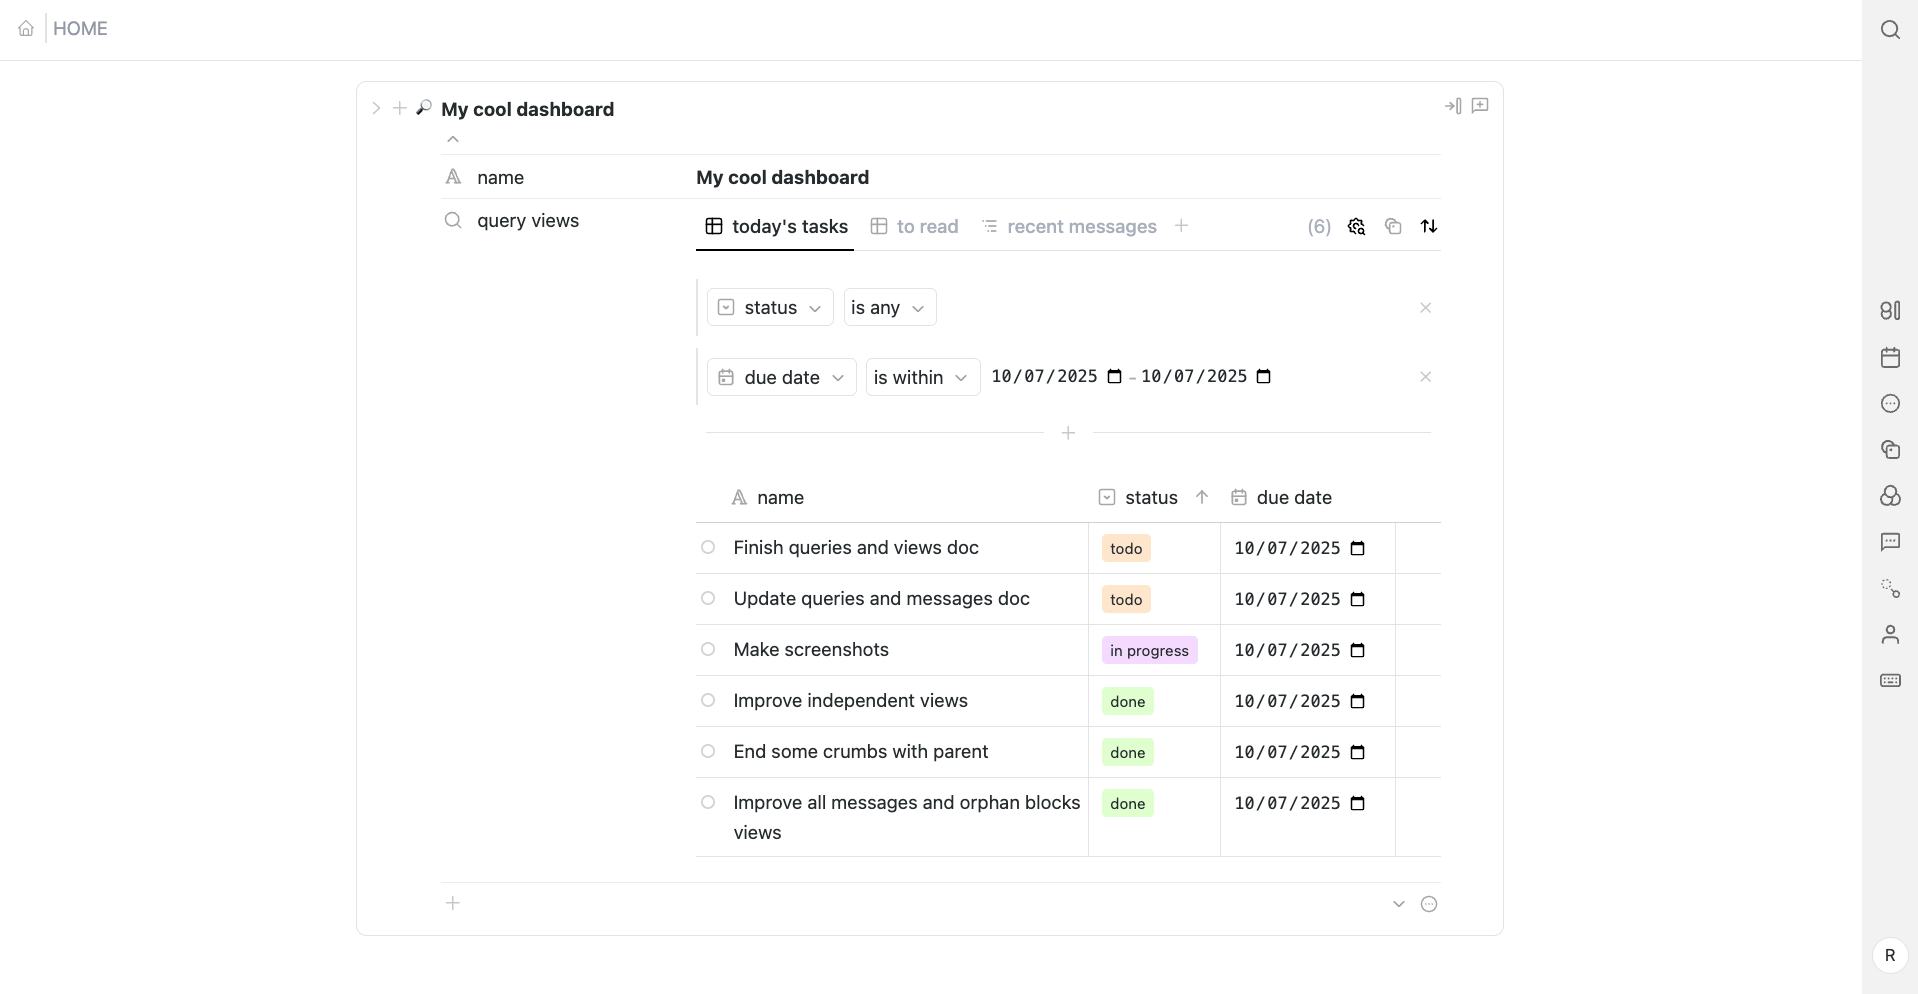 HOME
My cool dashboard
name My cool dashboard
query views today's tasks to read recent messages (6)
status is any
due date is within 10/07/2025 - 10/07/2025
name status due date
Finish queries and views doc todo 10/07/2025
Update queries and messages doc todo 10/07/2025
Make screenshots in progress 10/07/2025
Improve independent views done 10/07/2025
End some crumbs with parent done 10/07/2025
Improve all messages and orphan blocks done 10/07/2025
views
R